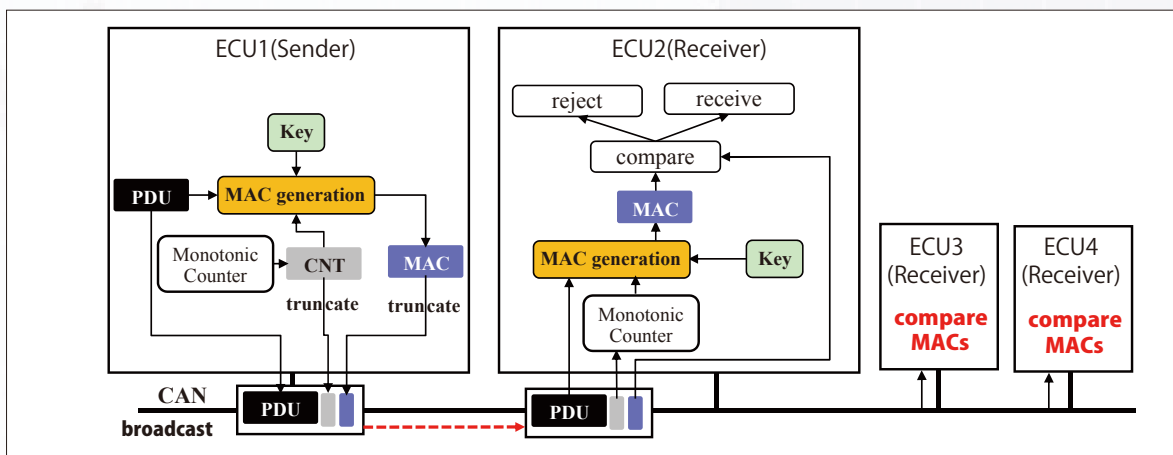 ECU1(Sender)
Key
PDU
MAC generation
Monotonic
Counter
CNT
MAC
truncate
truncate
ECU2(Receiver)
reject
receive
compare
MAC
MAC generation
Key
Monotonic
Counter
ECU3
(Receiver)
compare
MACs
ECU4
(Receiver)
compare
MACs
CAN
broadcast
PDU
PDU